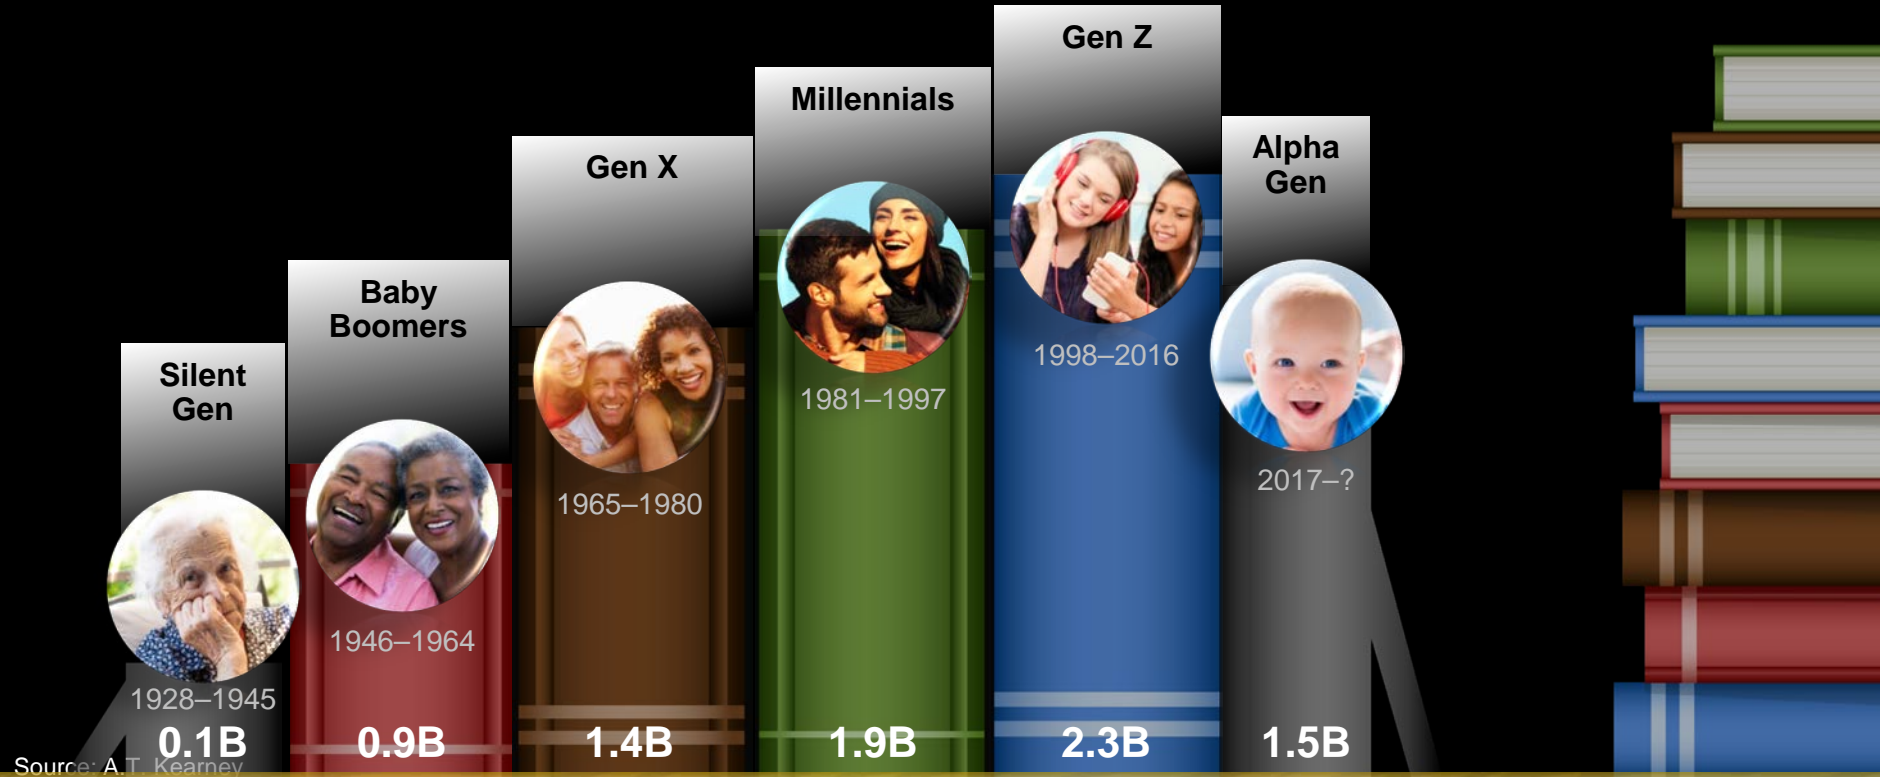 Silent
Gen
1928–1945
0.1B
Baby
Boomers
1946–1964
0.9B
Gen X
1965–1980
1.4B
Millennials
1981–1997
1.9B
Gen Z
1998–2016
2.3B
Alpha
Gen
2017–?
1.5B
Source: A.T. Kearney